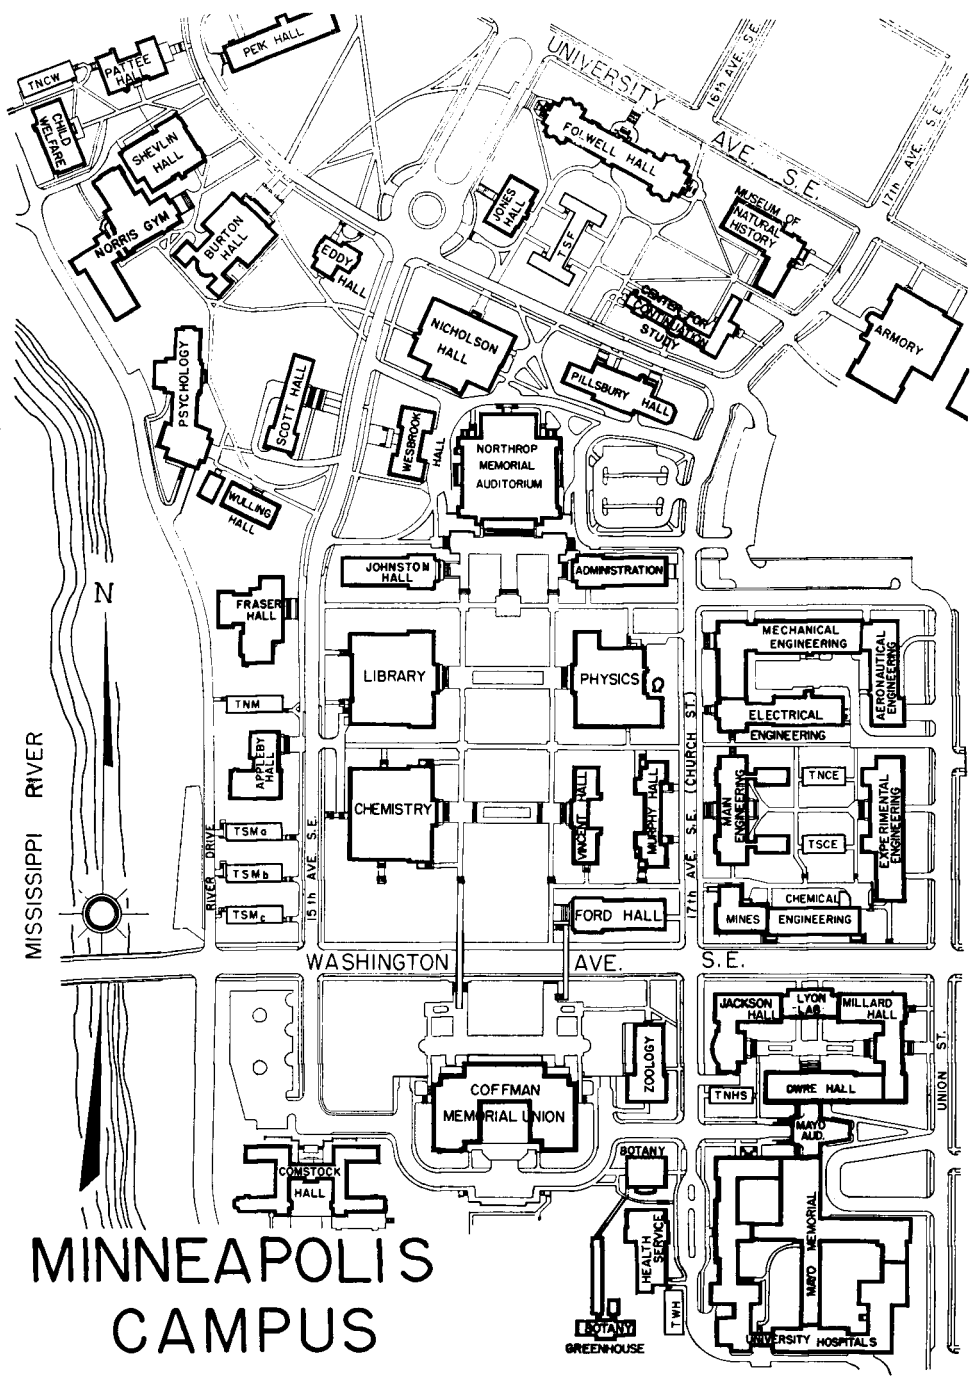 PEIK HALL
TNCW
PATTEE
HALL
CHILD
WELFARE
SHEVLIN
HALL
NORRIS GYM
BURTON
HALL
EDDY
HALL
UNIVERSITY
AVE.
S.E.
16th AVE. S.E.
17th AVE. S.E.
FOLWELL HALL
JONES
HALL
TSF
MUSEUM OF
NATURAL
HISTORY
CENTER FOR
CONTINUATION
STUDY
ARMORY
NICHOLSON
HALL
PILLSBURY HALL
PSYCHOLOGY
SCOTT HALL
WESBROOK
HALL
NORTHROP
MEMORIAL
AUDITORIUM
WULLING
HALL
JOHNSTON
HALL
ADMINISTRATION
N
FRASER
HALL
LIBRARY
PHYSICS
MECHANICAL
ENGINEERING
AERONAUTICAL
ENGINEERING
TNM
ELECTRICAL
ENGINEERING
(CHURCH ST.)
17th AVE. S.E.
MISSISSIPPI RIVER
APPLEBY
HALL
CHEMISTRY
VINCENT HALL
MURPHY HALL
MAIN
ENGINEERING
TNCE
TSCE
EXPERIMENTAL
ENGINEERING
RIVER DRIVE
15th AVE S.E.
TSMa
TSMb
TSMc
FORD HALL
CHEMICAL
MINES ENGINEERING
WASHINGTON AVE. S.E.
JACKSON
HALL
LYON
LAB
MILLARD
HALL
ZOOLOGY
UNION ST.
COFFMAN
MEMORIAL UNION
TNHS
OWRE HALL
MAYO
AUD.
COMSTOCK
HALL
BOTANY
MAYO MEMORIAL
HEALTH
SERVICE
TWH
BOTANY
GREENHOUSE
UNIVERSITY HOSPITALS
MINNEAPOLIS
CAMPUS